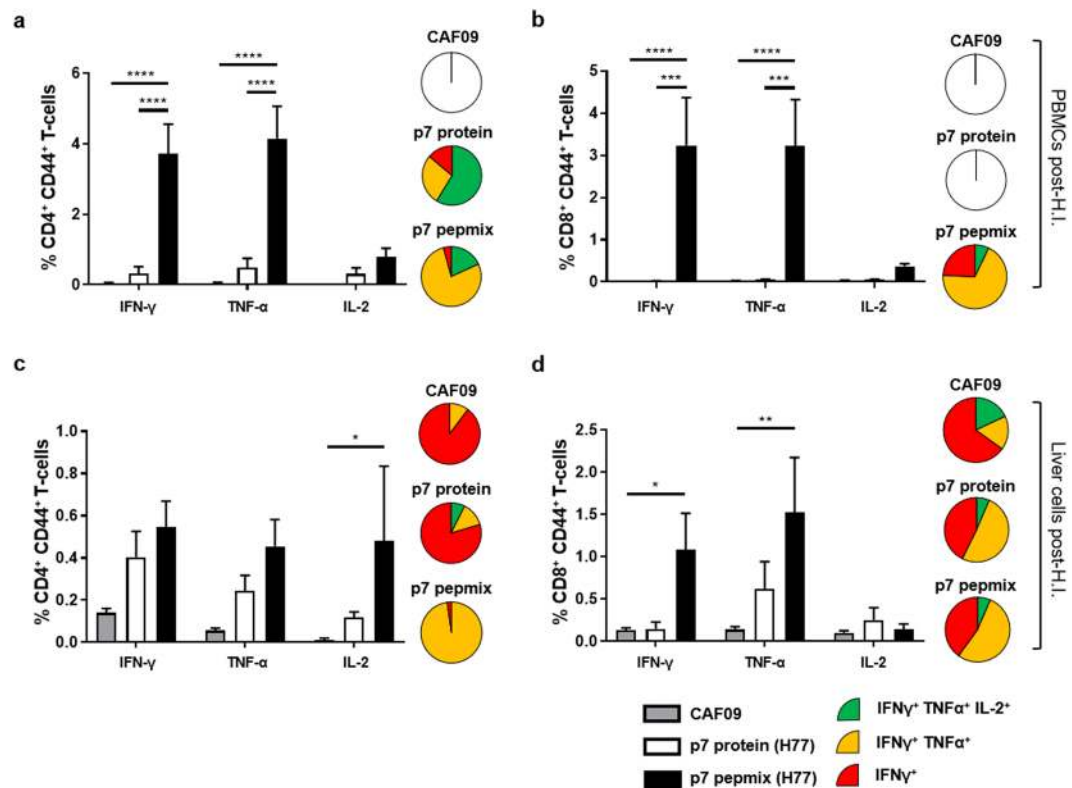 a
% CD4⁺ CD44⁺ T-cells
6
4
2
0
**** ****
**** ****
IFN-γ TNF-α IL-2
CAF09
p7 protein
p7 pepmix
b
% CD8⁺ CD44⁺ T-cells
5
4
3
2
1
0
**** ****
*** ***
IFN-γ TNF-α IL-2
CAF09
p7 protein
p7 pepmix
PBMCs post-H.I.
c
% CD4⁺ CD44⁺ T-cells
1.0
0.8
0.6
0.4
0.2
0.0
*
IFN-γ TNF-α IL-2
CAF09
p7 protein
p7 pepmix
d
% CD8⁺ CD44⁺ T-cells
2.5
2.0
1.5
1.0
0.5
0.0
*
**
IFN-γ TNF-α IL-2
CAF09
p7 protein
p7 pepmix
Liver cells post-H.I.
CAF09
p7 protein (H77)
p7 pepmix (H77)
IFNγ⁺ TNFα⁺ IL-2⁺
IFNγ⁺ TNFα⁺
IFNγ⁺